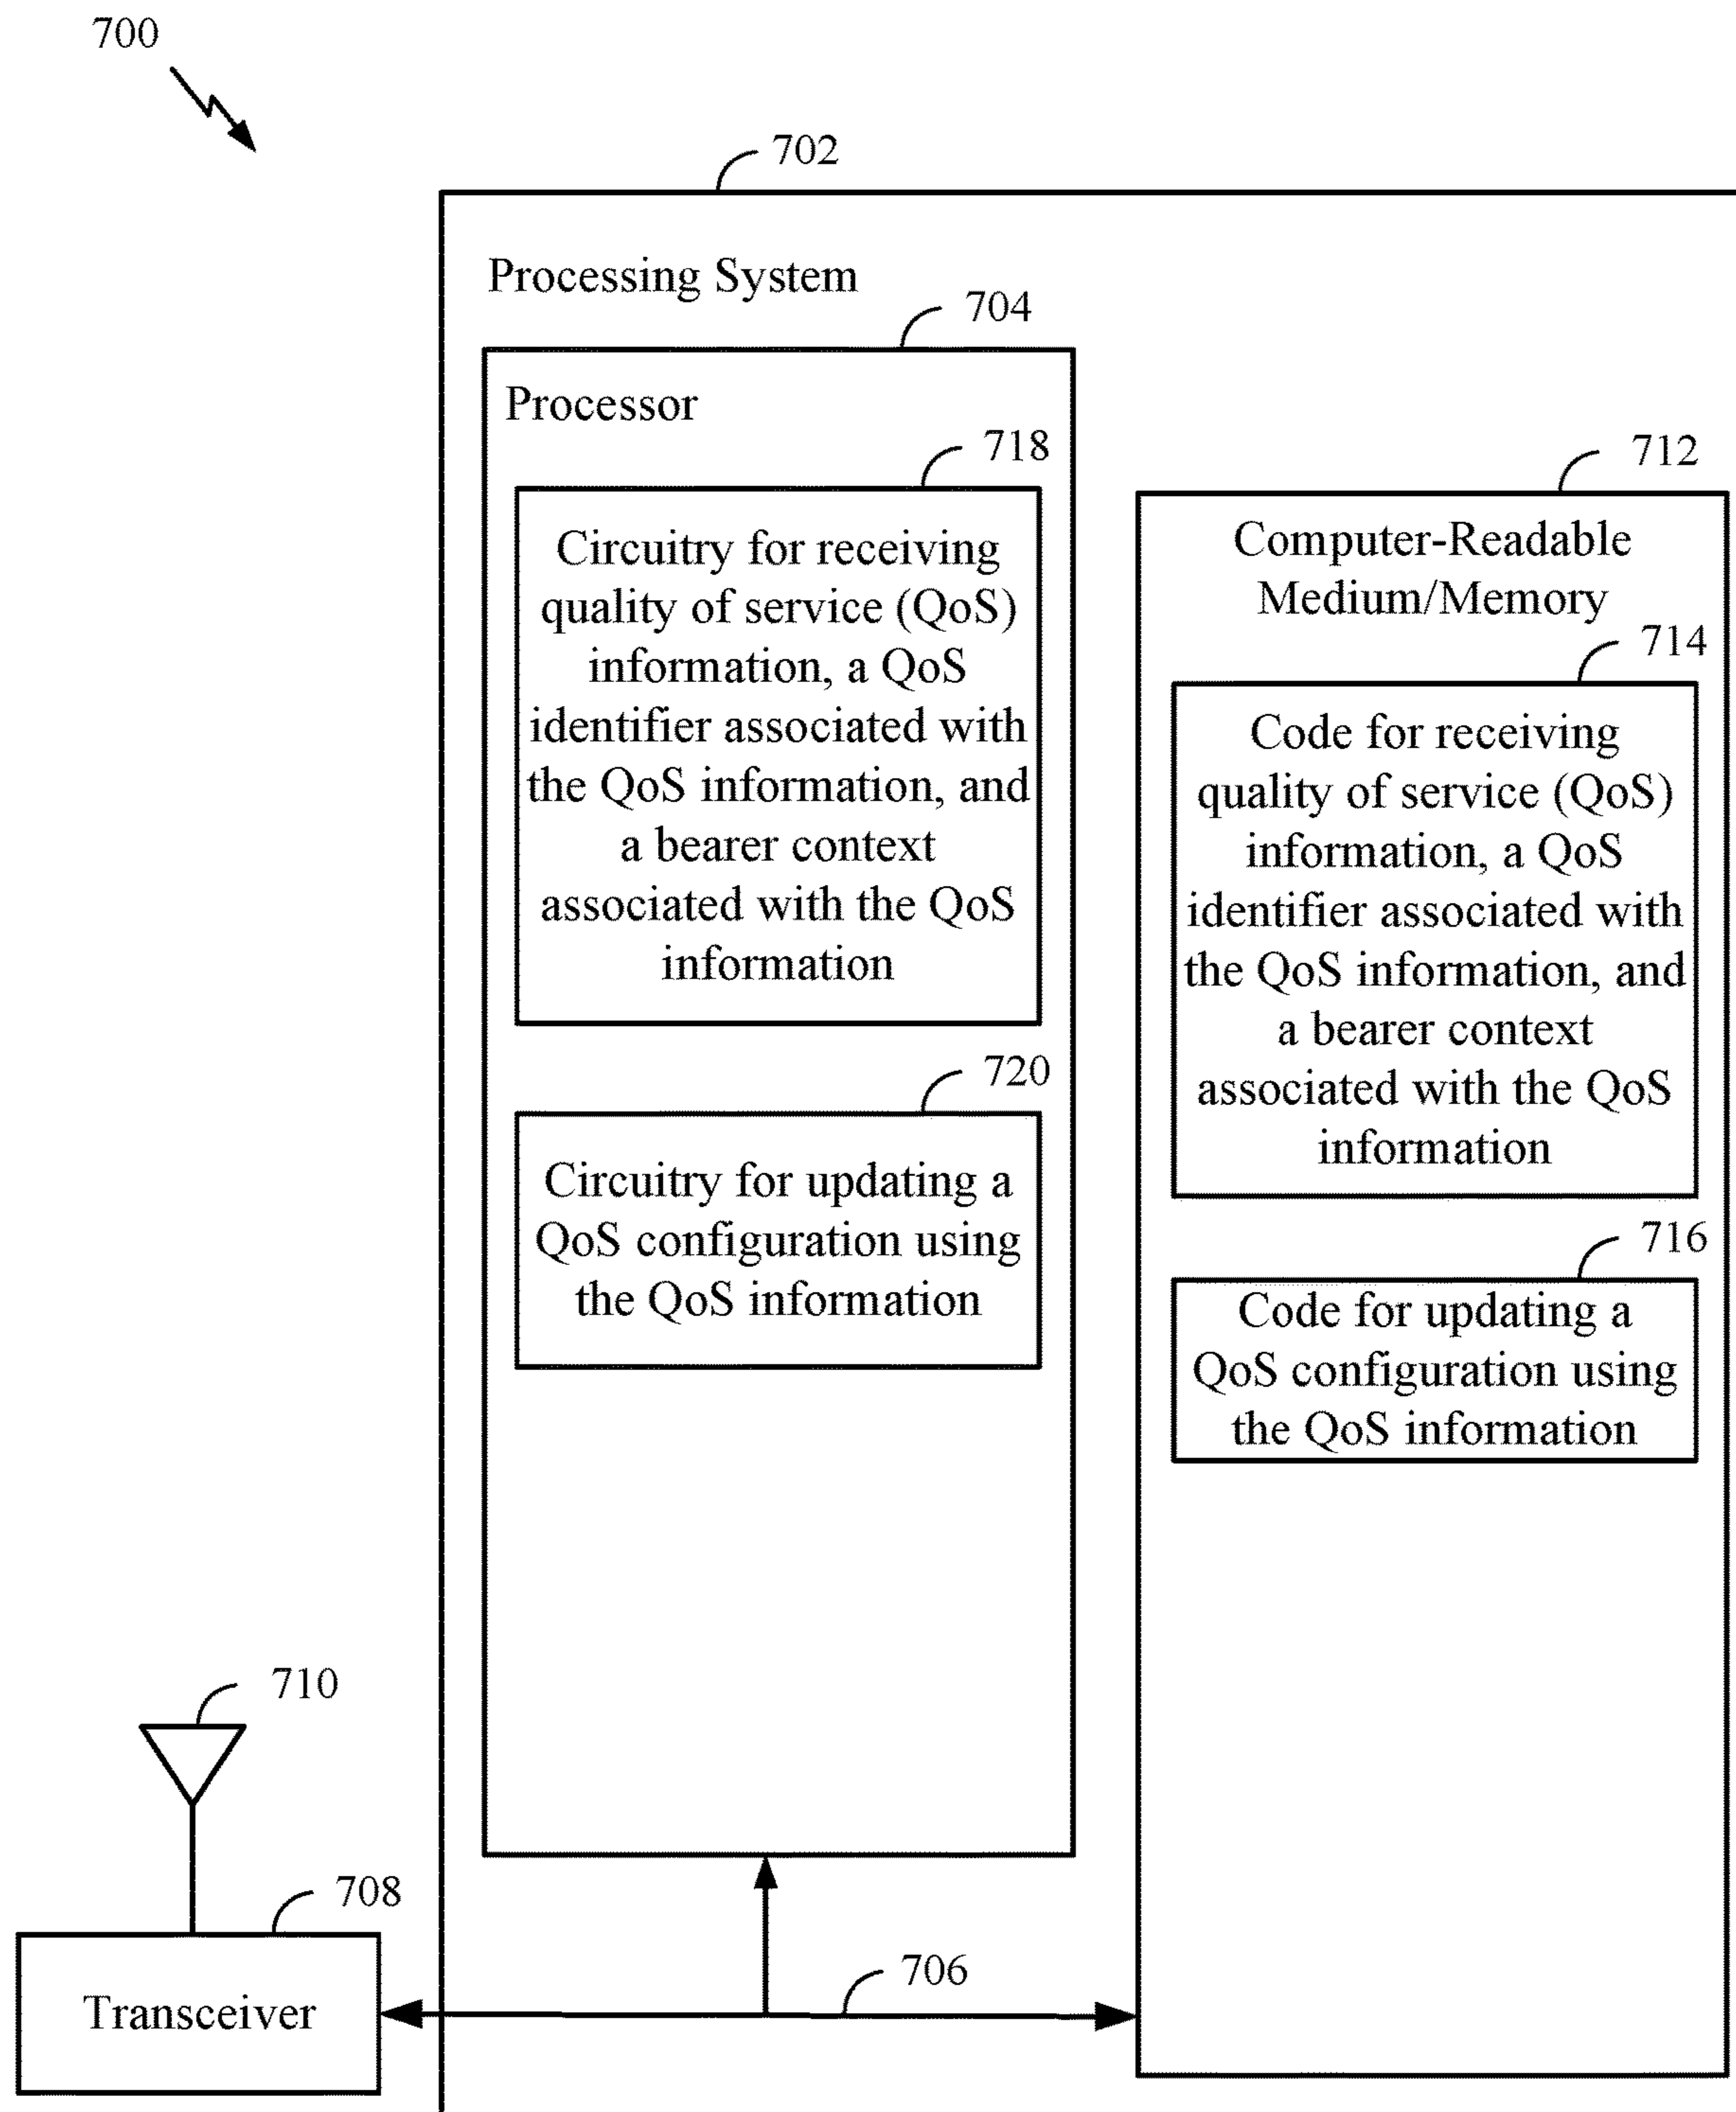 700
702
Processing System
704
Processor
718
Circuitry for receiving
quality of service (QoS)
information, a QoS
identifier associated with
the QoS information, and
a bearer context
associated with the QoS
information
720
Circuitry for updating a
QoS configuration using
the QoS information
712
Computer-Readable
Medium/Memory
714
Code for receiving
quality of service (QoS)
information, a QoS
identifier associated with
the QoS information, and
a bearer context
associated with the QoS
information
716
Code for updating a
QoS configuration using
the QoS information
710
708
Transceiver
706